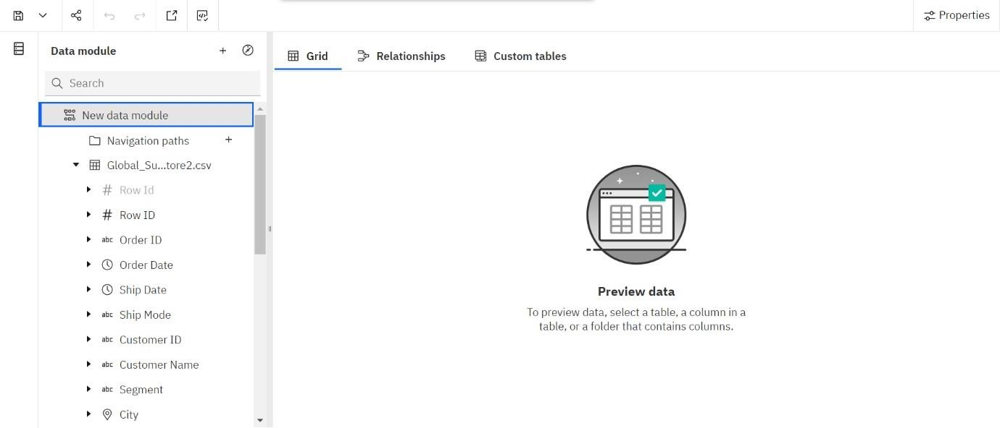 Properties
Data module
Search
New data module
Navigation paths
Global_Su...tore2.csv
# Row Id
# Row ID
abc Order ID
Order Date
Ship Date
abc Ship Mode
abc Customer ID
abc Customer Name
abc Segment
City
Grid
Relationships
Custom tables
Preview data
To preview data, select a table, a column in a
table, or a folder that contains columns.